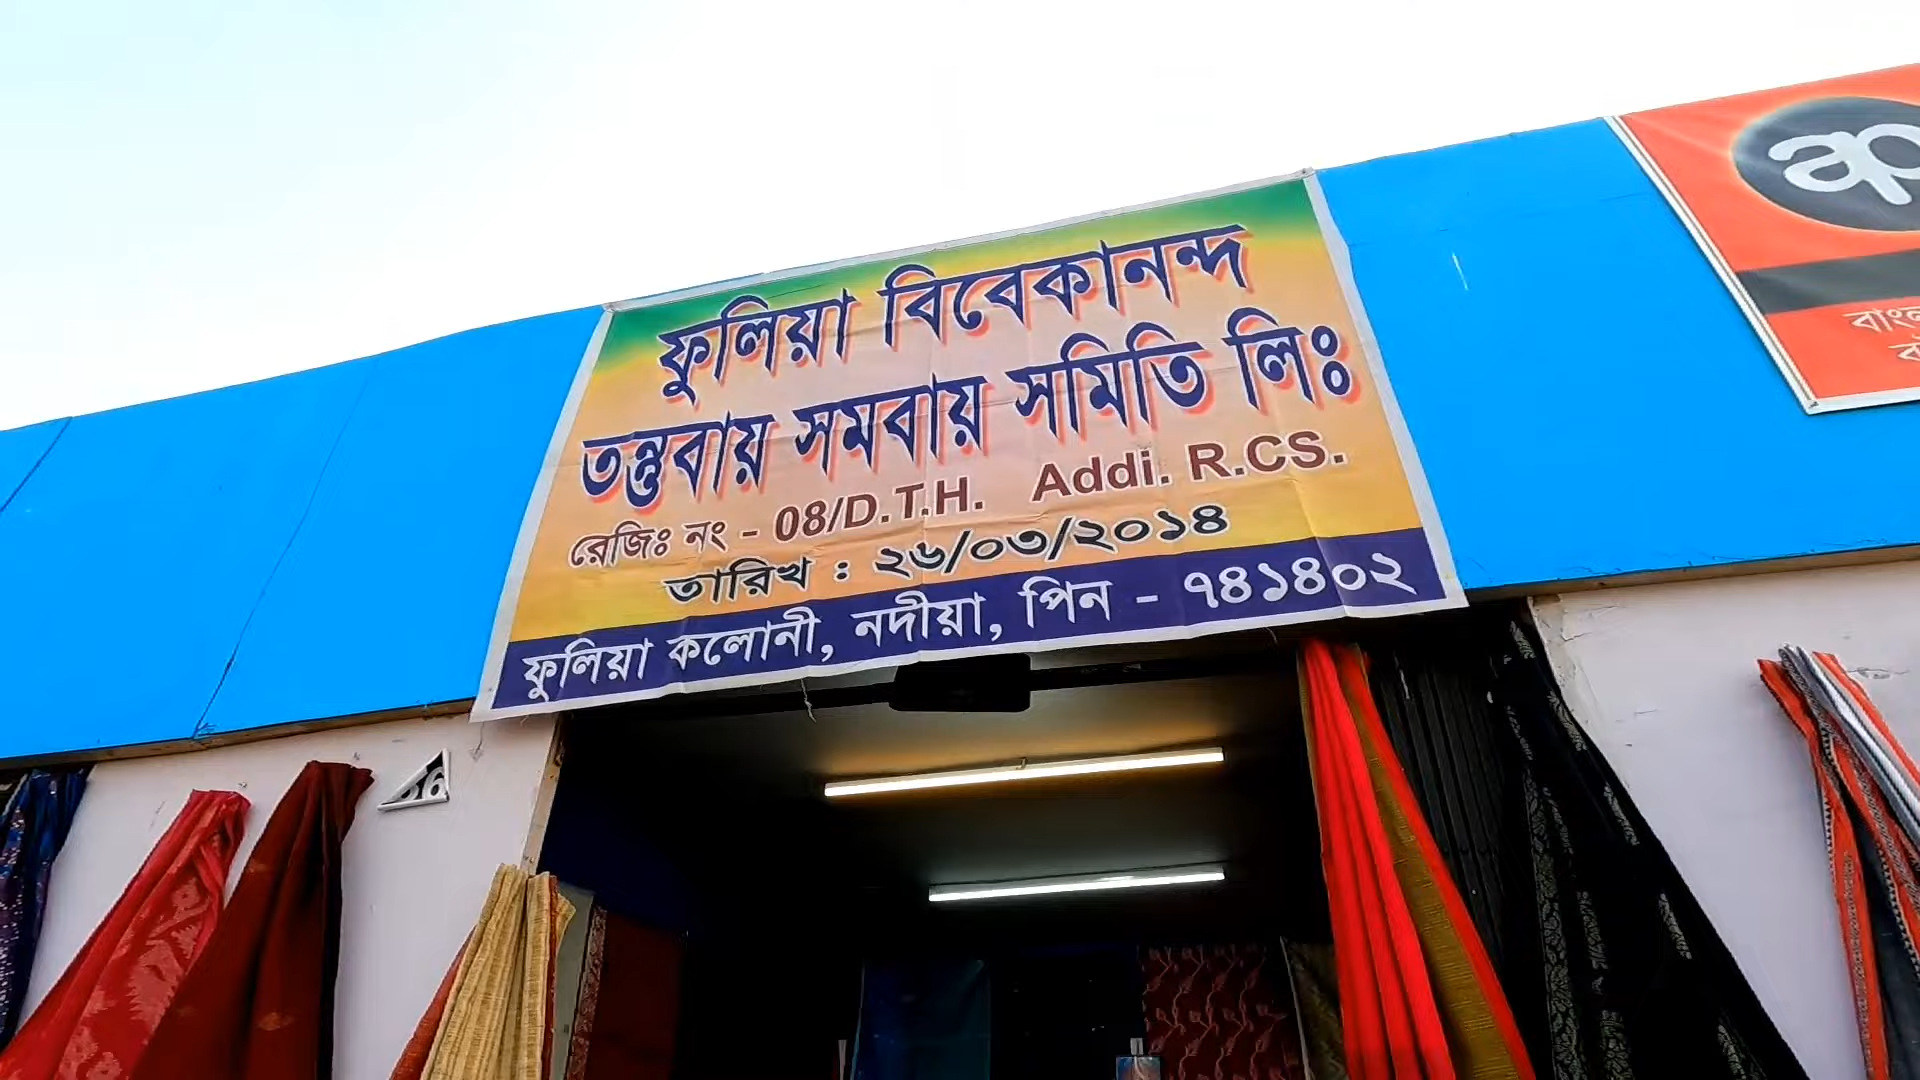 ফুলিয়া বিবেকানন্দ
তন্তুবায় সমবায় সমিতি লিঃ
রেজিঃ নং - 08/D.T.H. Addi. R.CS.
তারিখ : ২৬/০৩/২০১৪
ফুলিয়া কলোনী, নদীয়া, পিন - ৭৪১৪০২